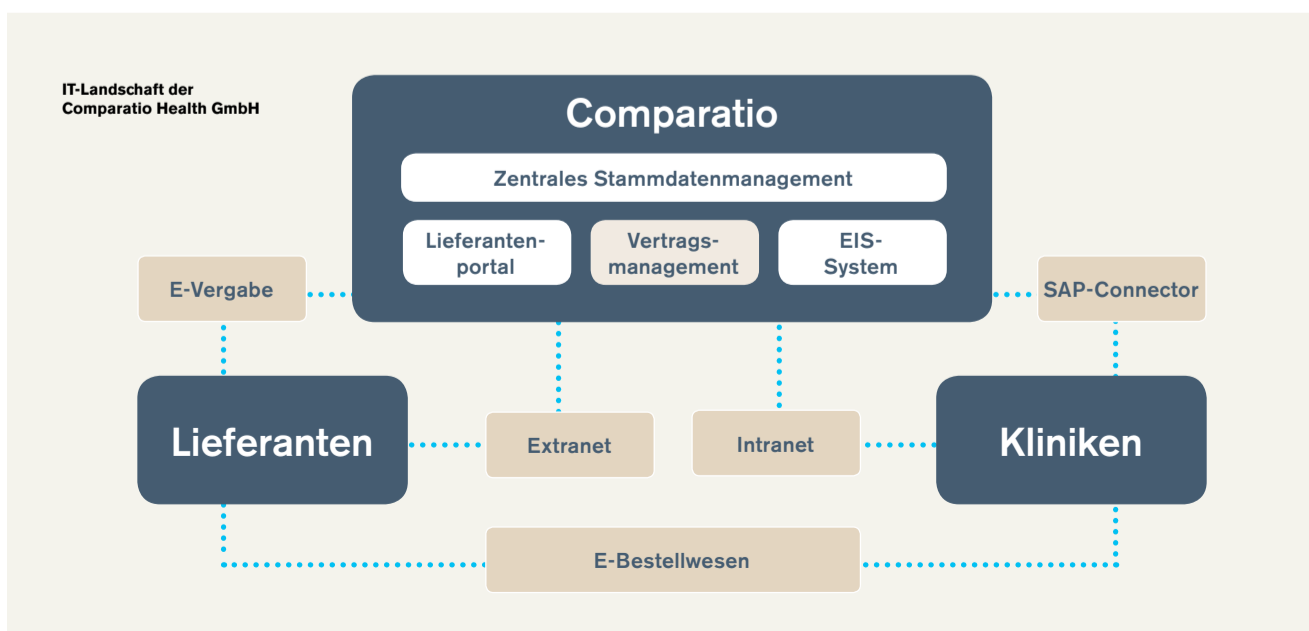 IT-Landschaft der
Comparatio Health GmbH
Comparatio
Zentrales Stammdatenmanagement
Lieferanten-
portal
Vertrags-
management
EIS-
System
E-Vergabe
SAP-Connector
Lieferanten
Extranet
Intranet
Kliniken
E-Bestellwesen